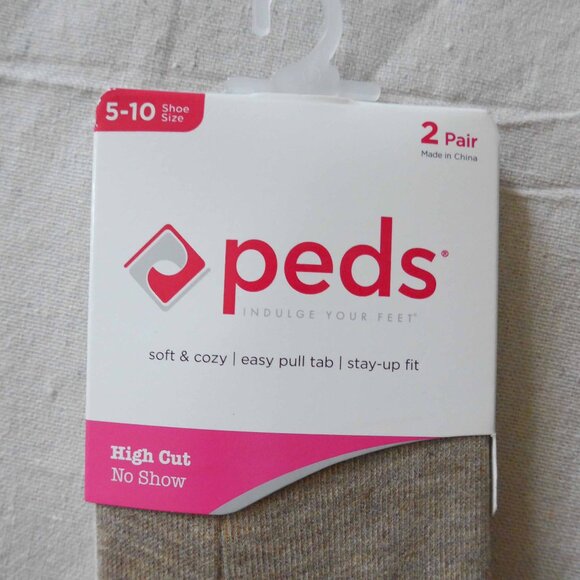 5-10 Shoe Size
2 Pair
Made in China
peds®
INDULGE YOUR FEET®
soft & cozy | easy pull tab | stay-up fit
High Cut
No Show